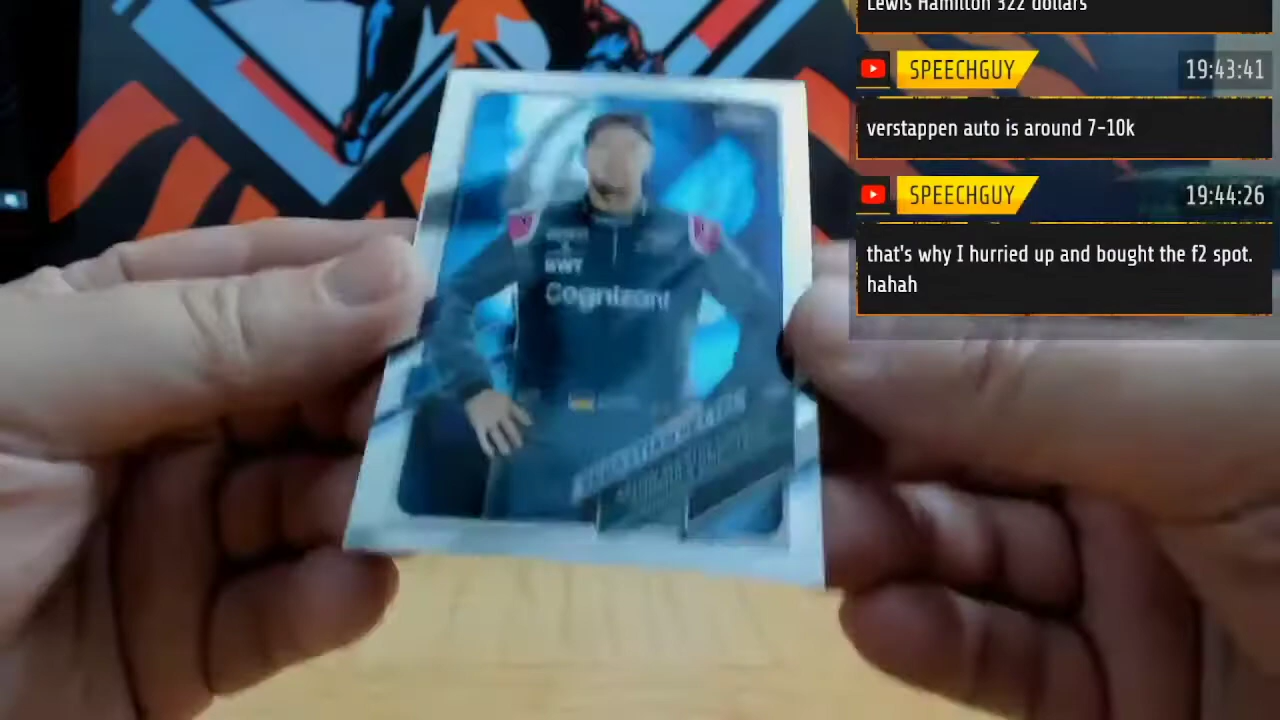 Lewis Hamilton 322 dollars
SPEECHGUY
19:43:41
verstappen auto is around 7-10k
SPEECHGUY
19:44:26
that's why I hurried up and bought the f2 spot.
hahah
BWT
Cognizant